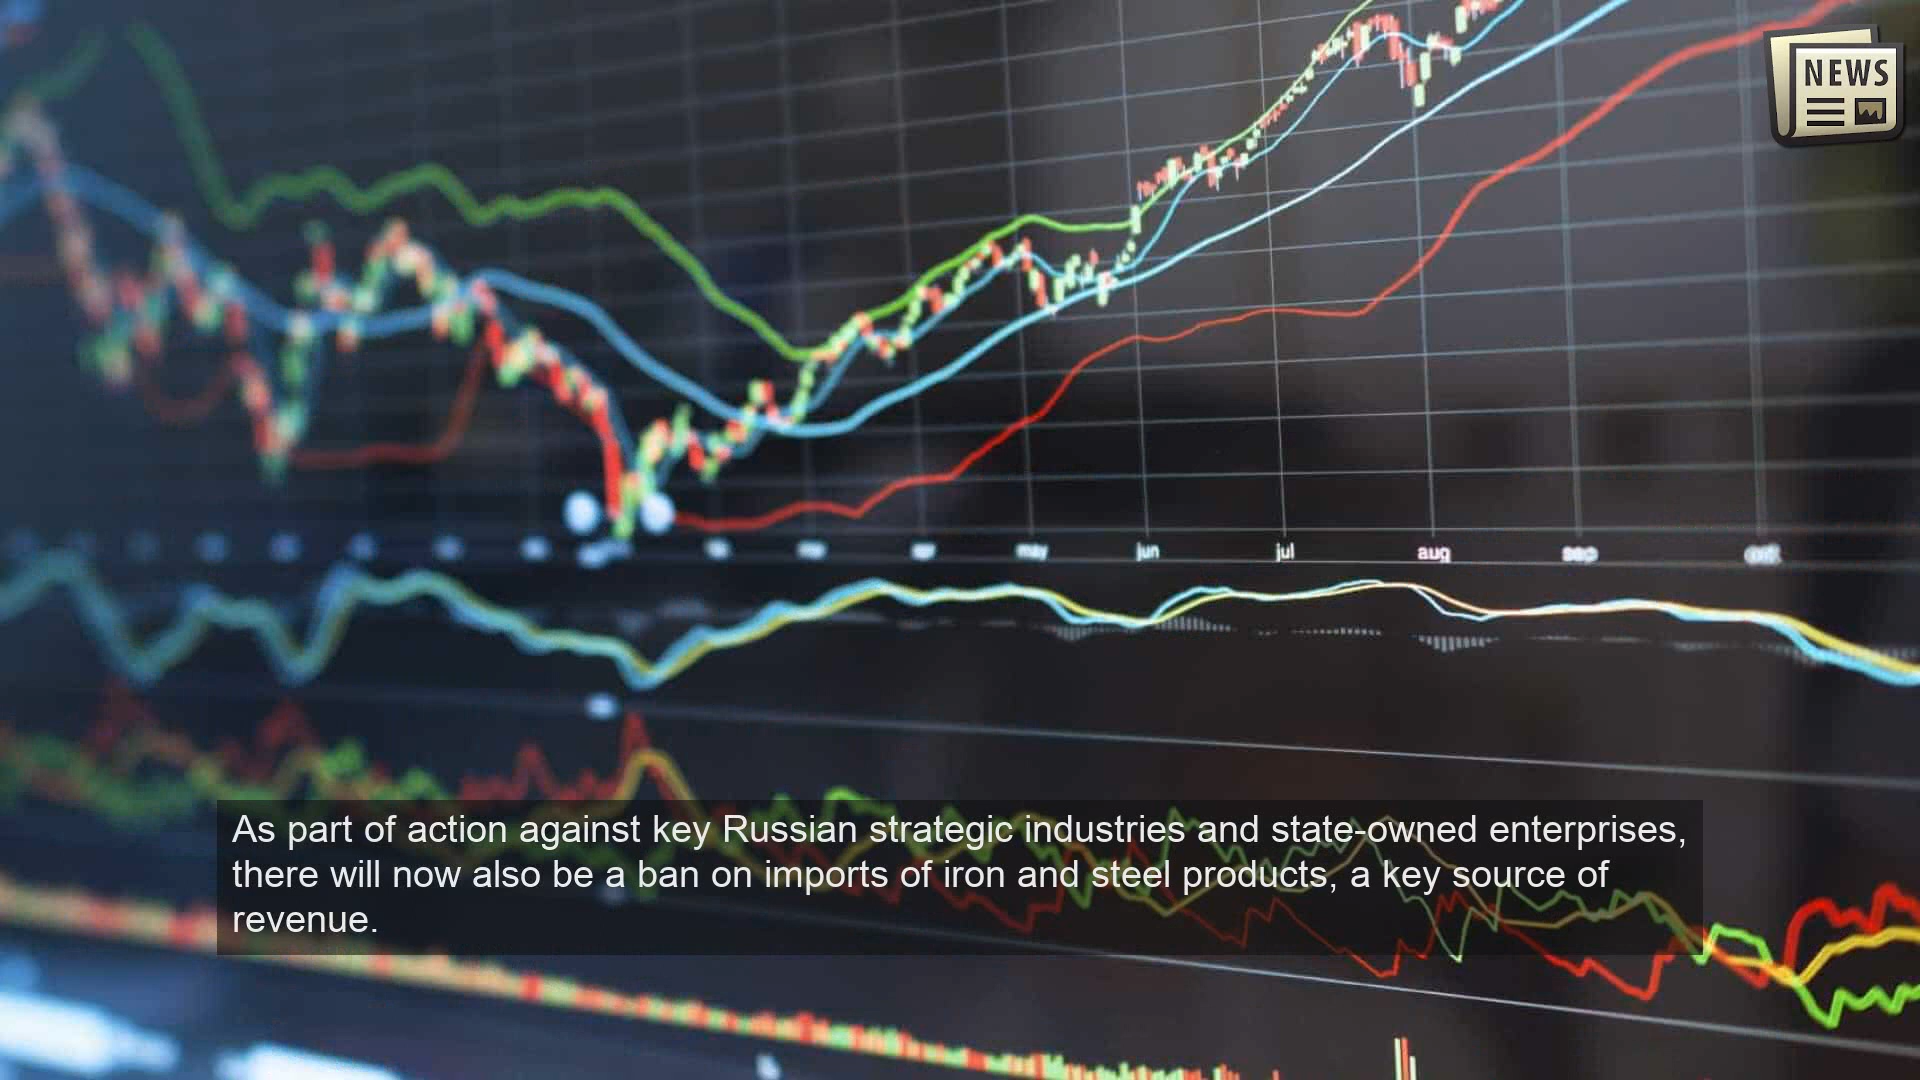 NEWS
may jun jul aug sep
As part of action against key Russian strategic industries and state-owned enterprises,
there will now also be a ban on imports of iron and steel products, a key source of
revenue.